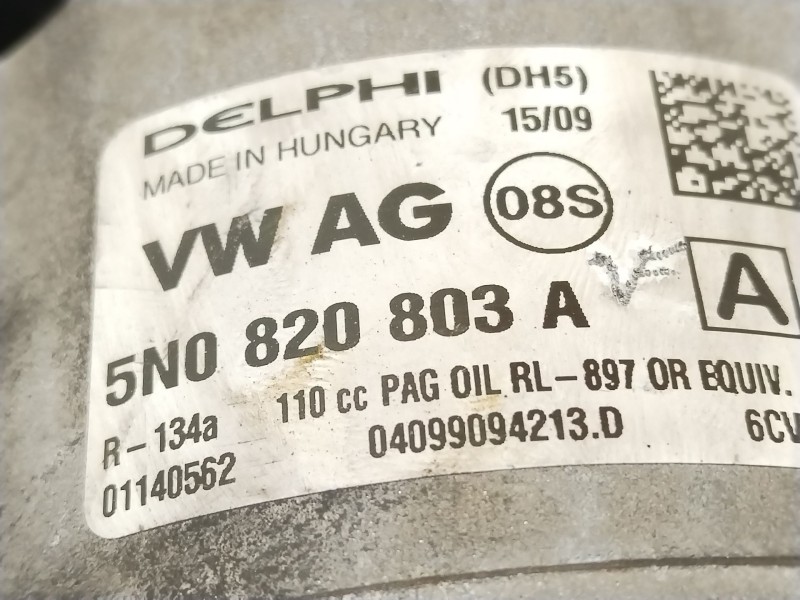 DELPHI (DH5)
MADE IN HUNGARY 15/09
VW AG 08S
5N0 820 803 A A
R-134a 110 cc PAG OIL RL-897 OR EQUIV.
01140562 04099094213.D 6CV